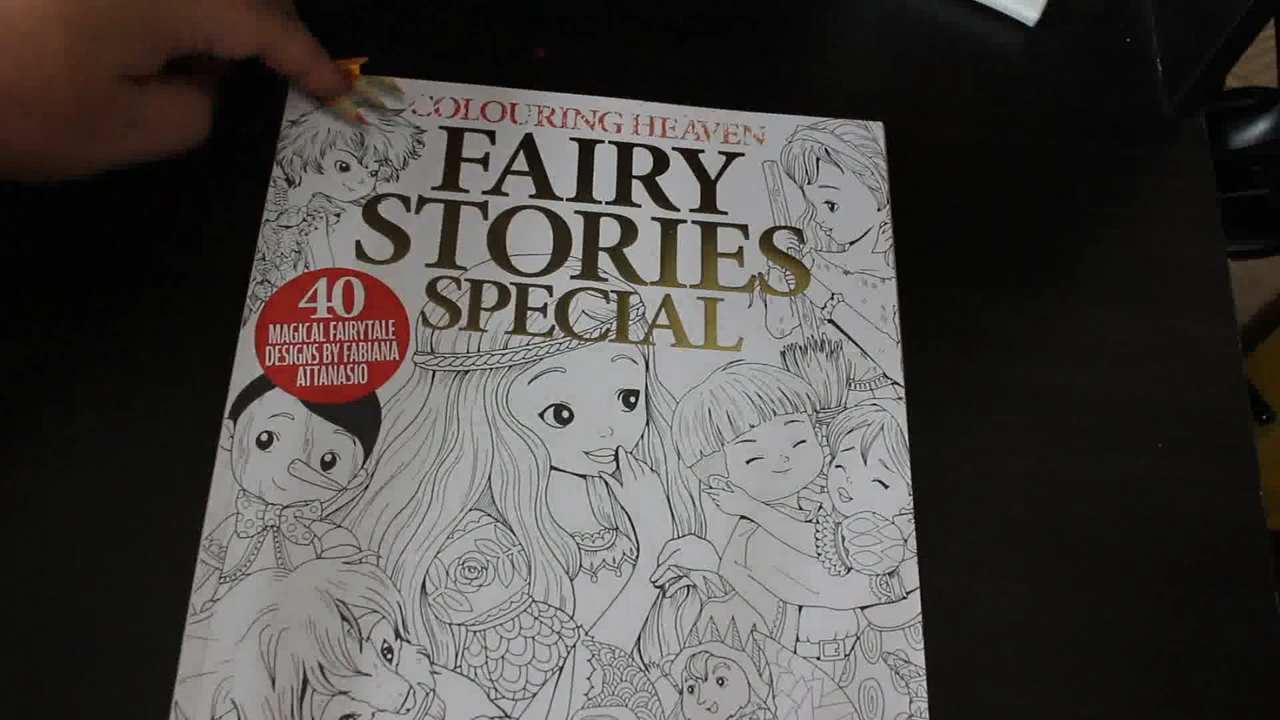 COLOURING HEAVEN
FAIRY
STORIES
SPECIAL
40
MAGICAL FAIRYTALE
DESIGNS BY FABIANA
ATTANASIO